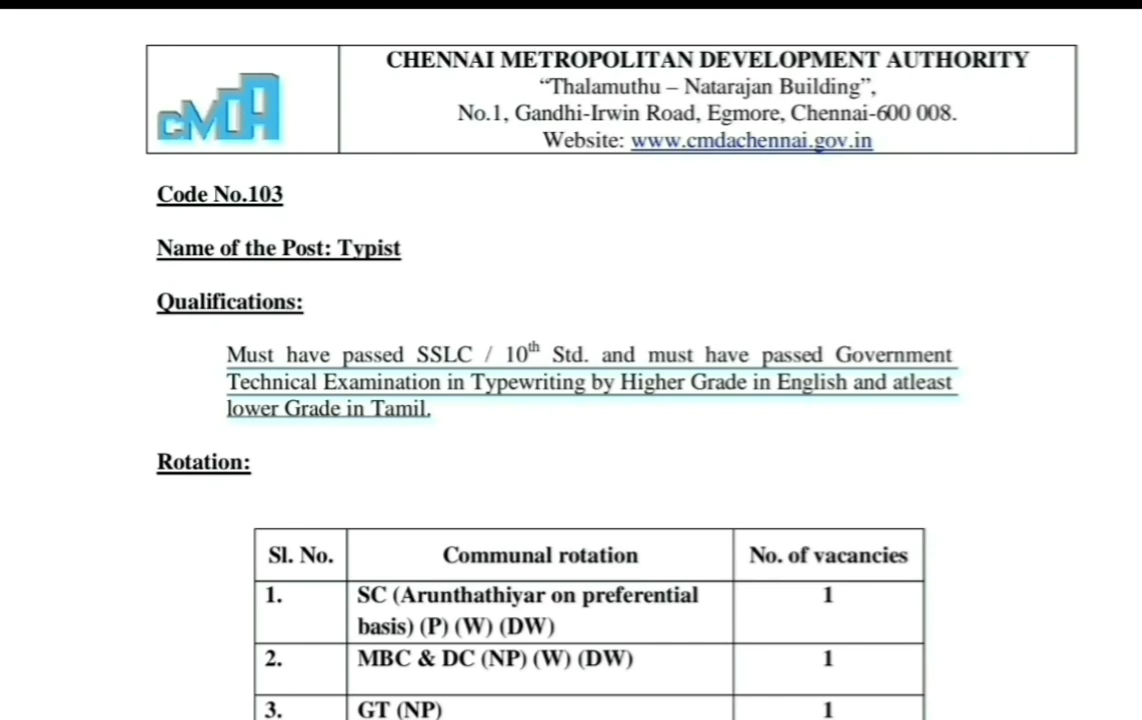 CMDA
CHENNAI METROPOLITAN DEVELOPMENT AUTHORITY
“Thalamuthu – Natarajan Building”,
No.1, Gandhi-Irwin Road, Egmore, Chennai-600 008.
Website: www.cmdachennai.gov.in
Code No.103
Name of the Post: Typist
Qualifications:
Must have passed SSLC / 10th Std. and must have passed Government
Technical Examination in Typewriting by Higher Grade in English and atleast
lower Grade in Tamil.
Rotation:
Sl. No. Communal rotation No. of vacancies
1. SC (Arunthathiyar on preferential 1
basis) (P) (W) (DW)
2. MBC & DC (NP) (W) (DW) 1
3. GT (NP) 1